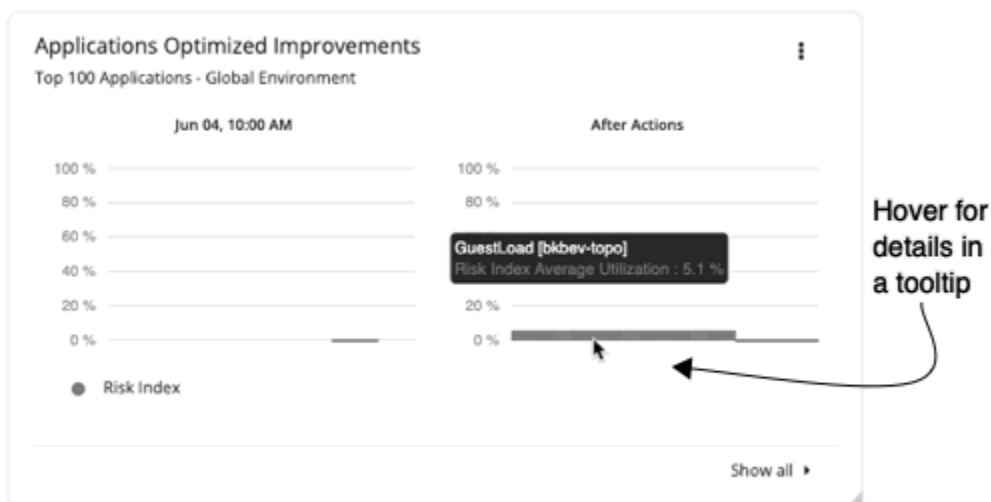 Applications Optimized Improvements
Top 100 Applications - Global Environment
Jun 04, 10:00 AM
100 %
80 %
60 %
40 %
20 %
0 %
Risk Index
After Actions
100 %
80 %
GuestLoad [bkbev-topo]
Risk Index Average Utilization : 5.1 %
20 %
0 %
Show all
Hover for
details in
a tooltip